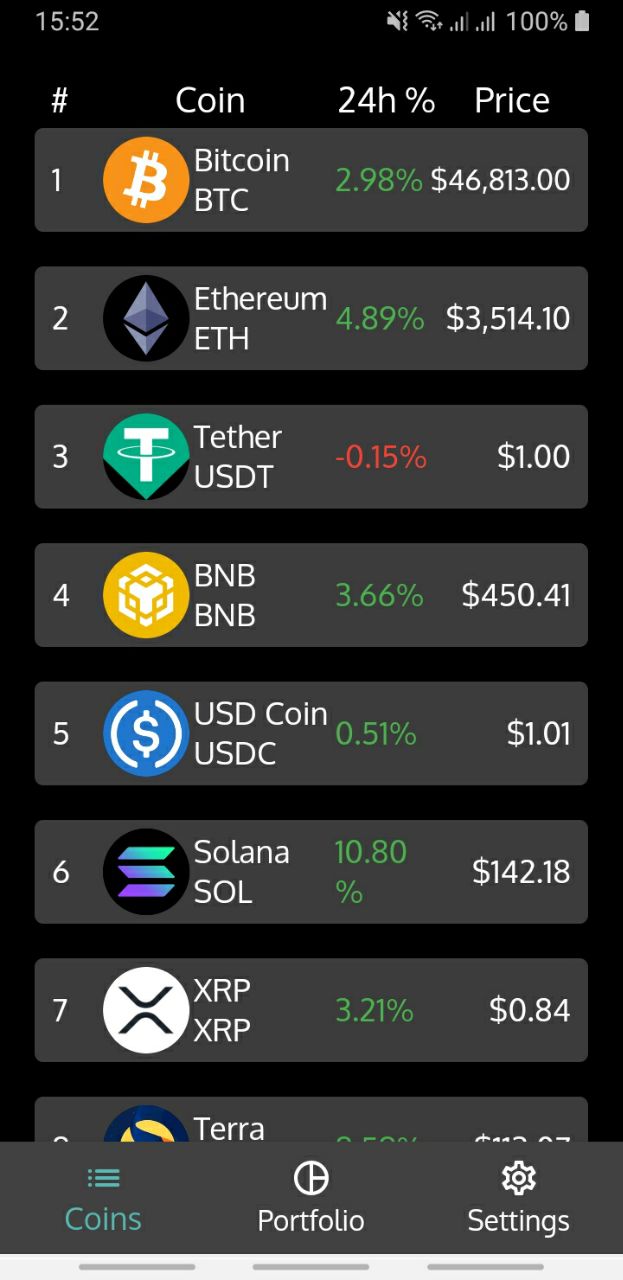 15:52 100%
# Coin 24h % Price
1 Bitcoin BTC 2.98% $46,813.00
2 Ethereum ETH 4.89% $3,514.10
3 Tether USDT -0.15% $1.00
4 BNB BNB 3.66% $450.41
5 USD Coin USDC 0.51% $1.01
6 Solana SOL 10.80 % $142.18
7 XRP XRP 3.21% $0.84
Terra
Coins Portfolio Settings